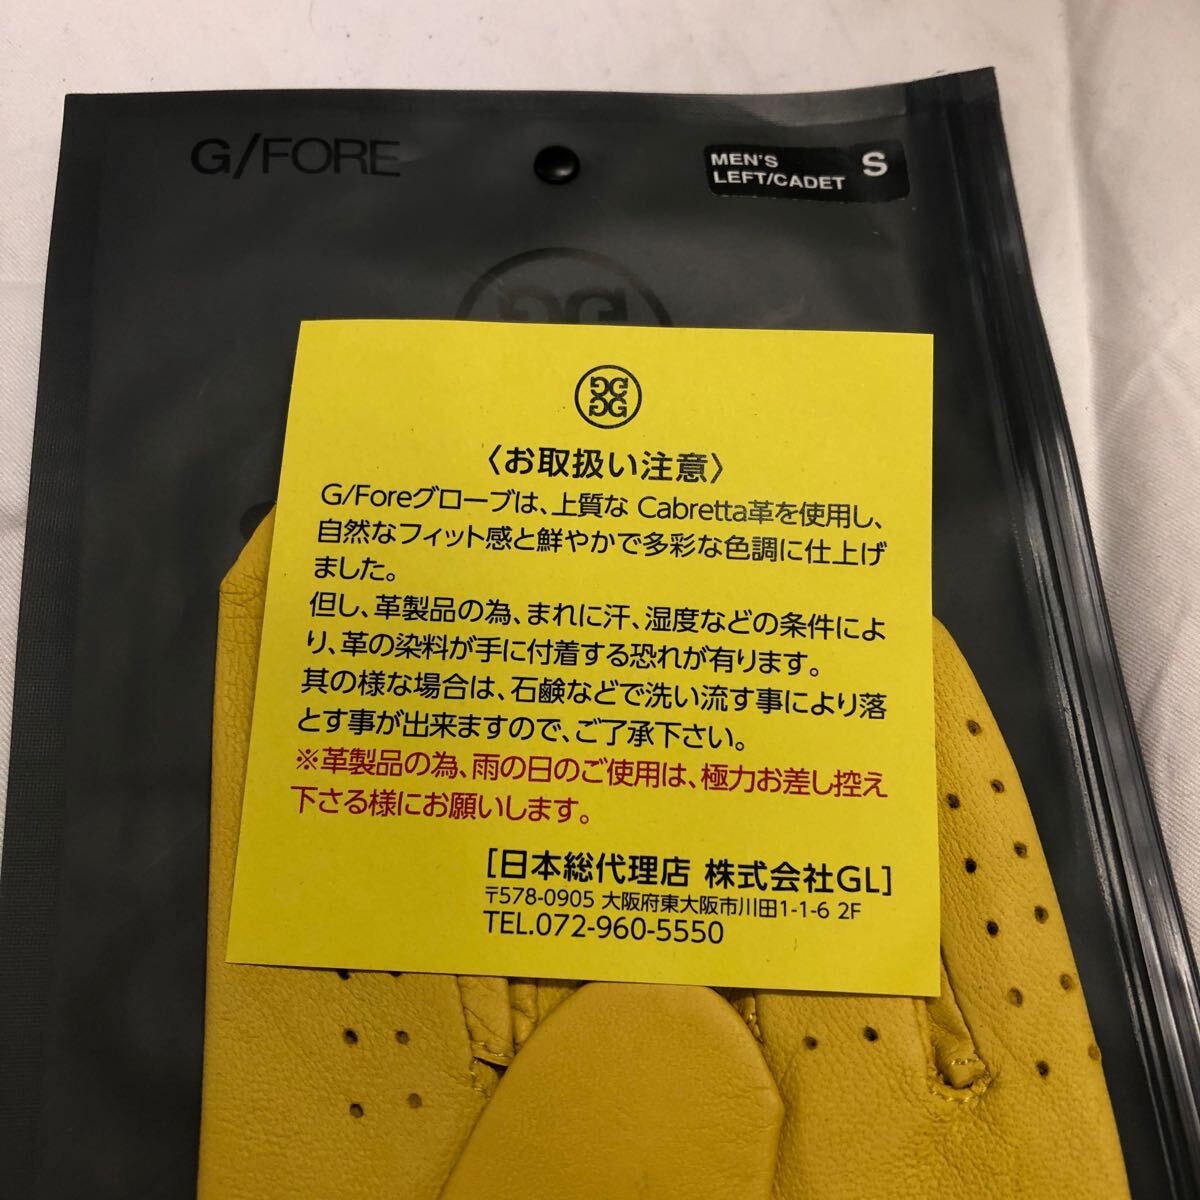 G/FORE
MEN'S
LEFT/CADET
S
〈お取扱い注意〉
G/Foreグローブは、上質な Cabretta革を使用し、
自然なフィット感と鮮やかで多彩な色調に仕上げ
ました。
但し、革製品の為、まれに汗、湿度などの条件によ
り、革の染料が手に付着する恐れが有ります。
其の様な場合は、石鹸などで洗い流す事により落
とす事が出来ますので、ご了承下さい。
※革製品の為、雨の日のご使用は、極力お差し控え
下さる様にお願いします。
[日本総代理店 株式会社GL]
〒578-0905 大阪府東大阪市川田1-1-6 2F
TEL.072-960-5550